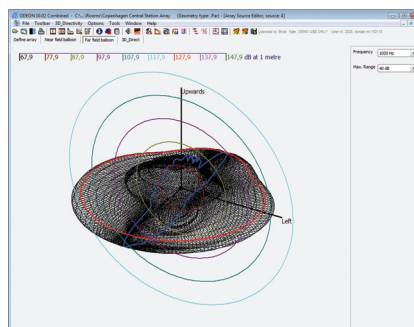 ODEON 10.02 Combined - C:\...\Rooms\Copenhagen Central Station Array (Geometry type: .Par) - [Array Source Editor, source: 4]
File Toolbar 3D_Directivity Options Tools Window Help
Define array Near field balloon Far field balloon 3D_Direct
67,9 77,9 87,9 97,9 107,9 117,9 127,9 137,9 147,9 dB at 1 metre
Frequency 1000 Hz
Max. Range -40 dB
Upwards
Left